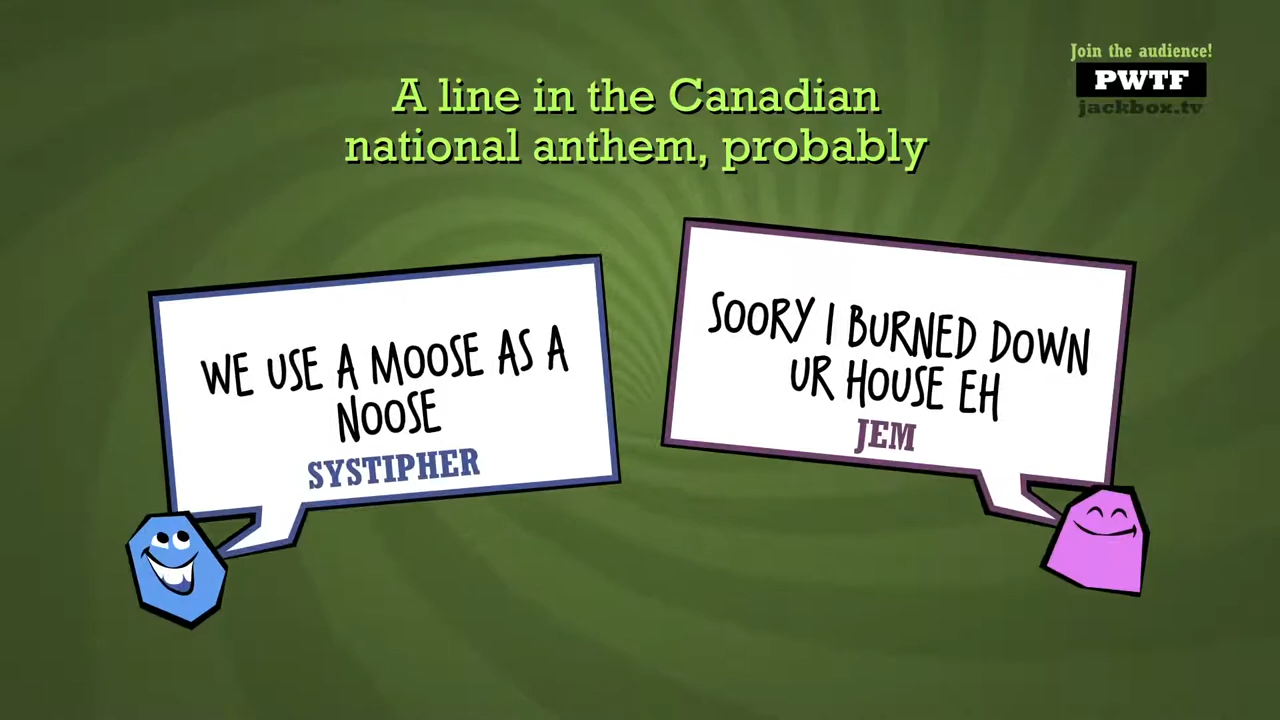 Join the audience!
PWTF
jackbox.tv
A line in the Canadian
national anthem, probably
WE USE A MOOSE AS A
NOOSE
SYSTIPHER
SOORY I BURNED DOWN
UR HOUSE EH
JEM